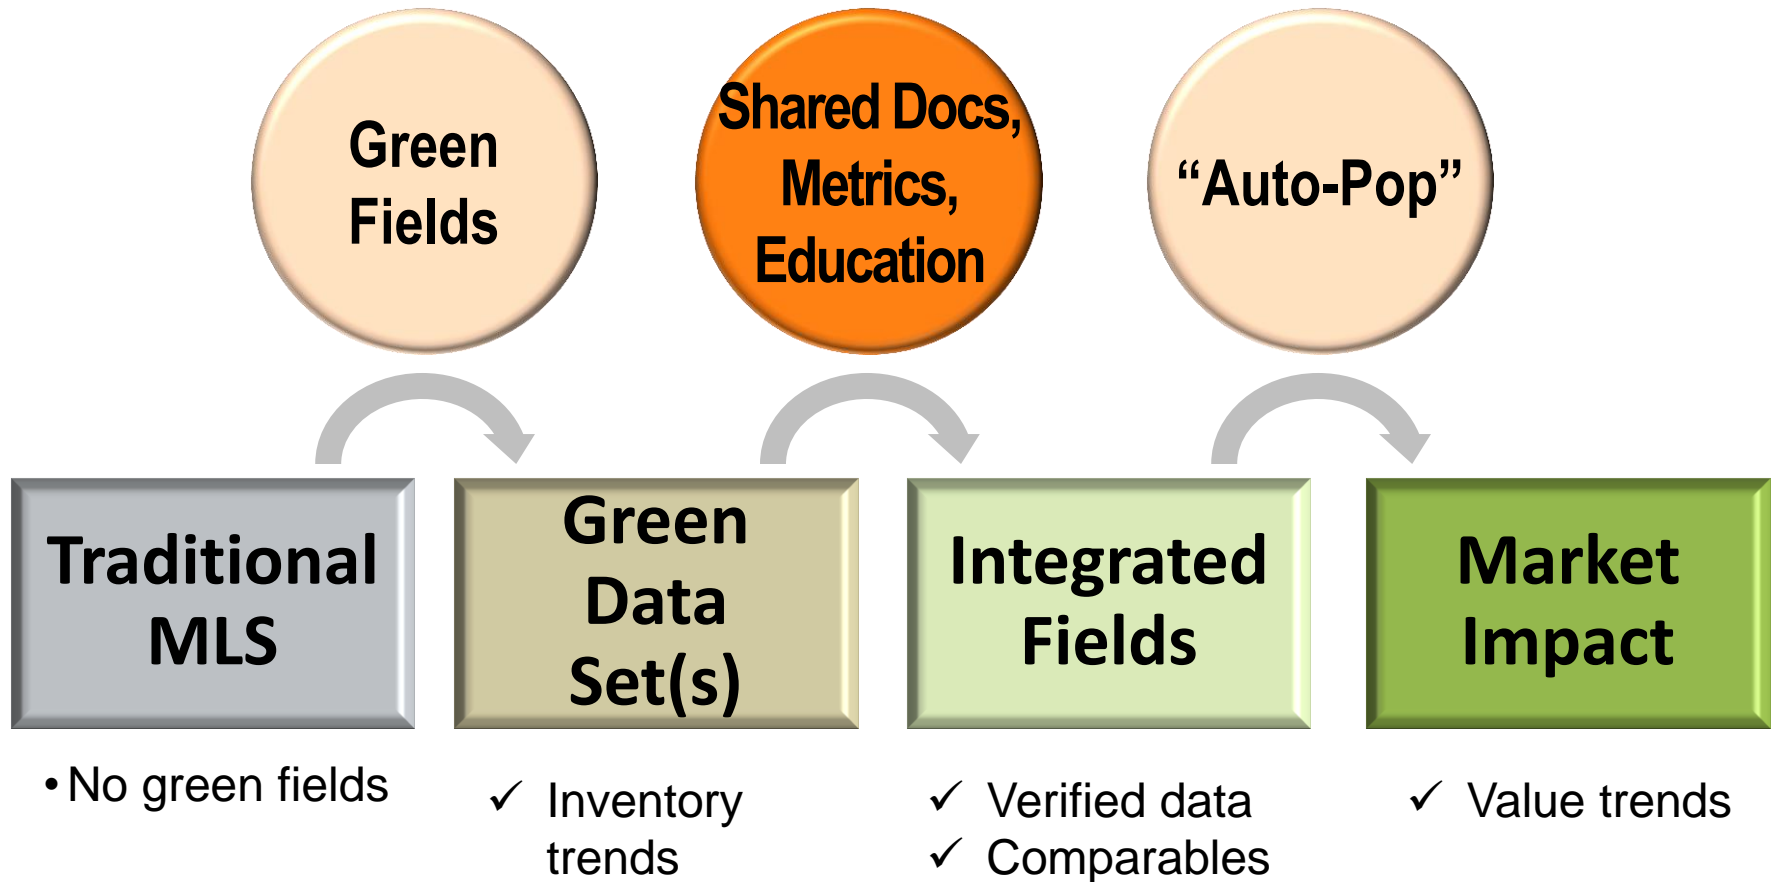 Green
Fields
Shared Docs,
Metrics,
Education
“Auto-Pop”
Traditional
MLS
Green
Data
Set(s)
Integrated
Fields
Market
Impact
• No green fields
✓ Inventory
trends
✓ Verified data
✓ Comparables
✓ Value trends